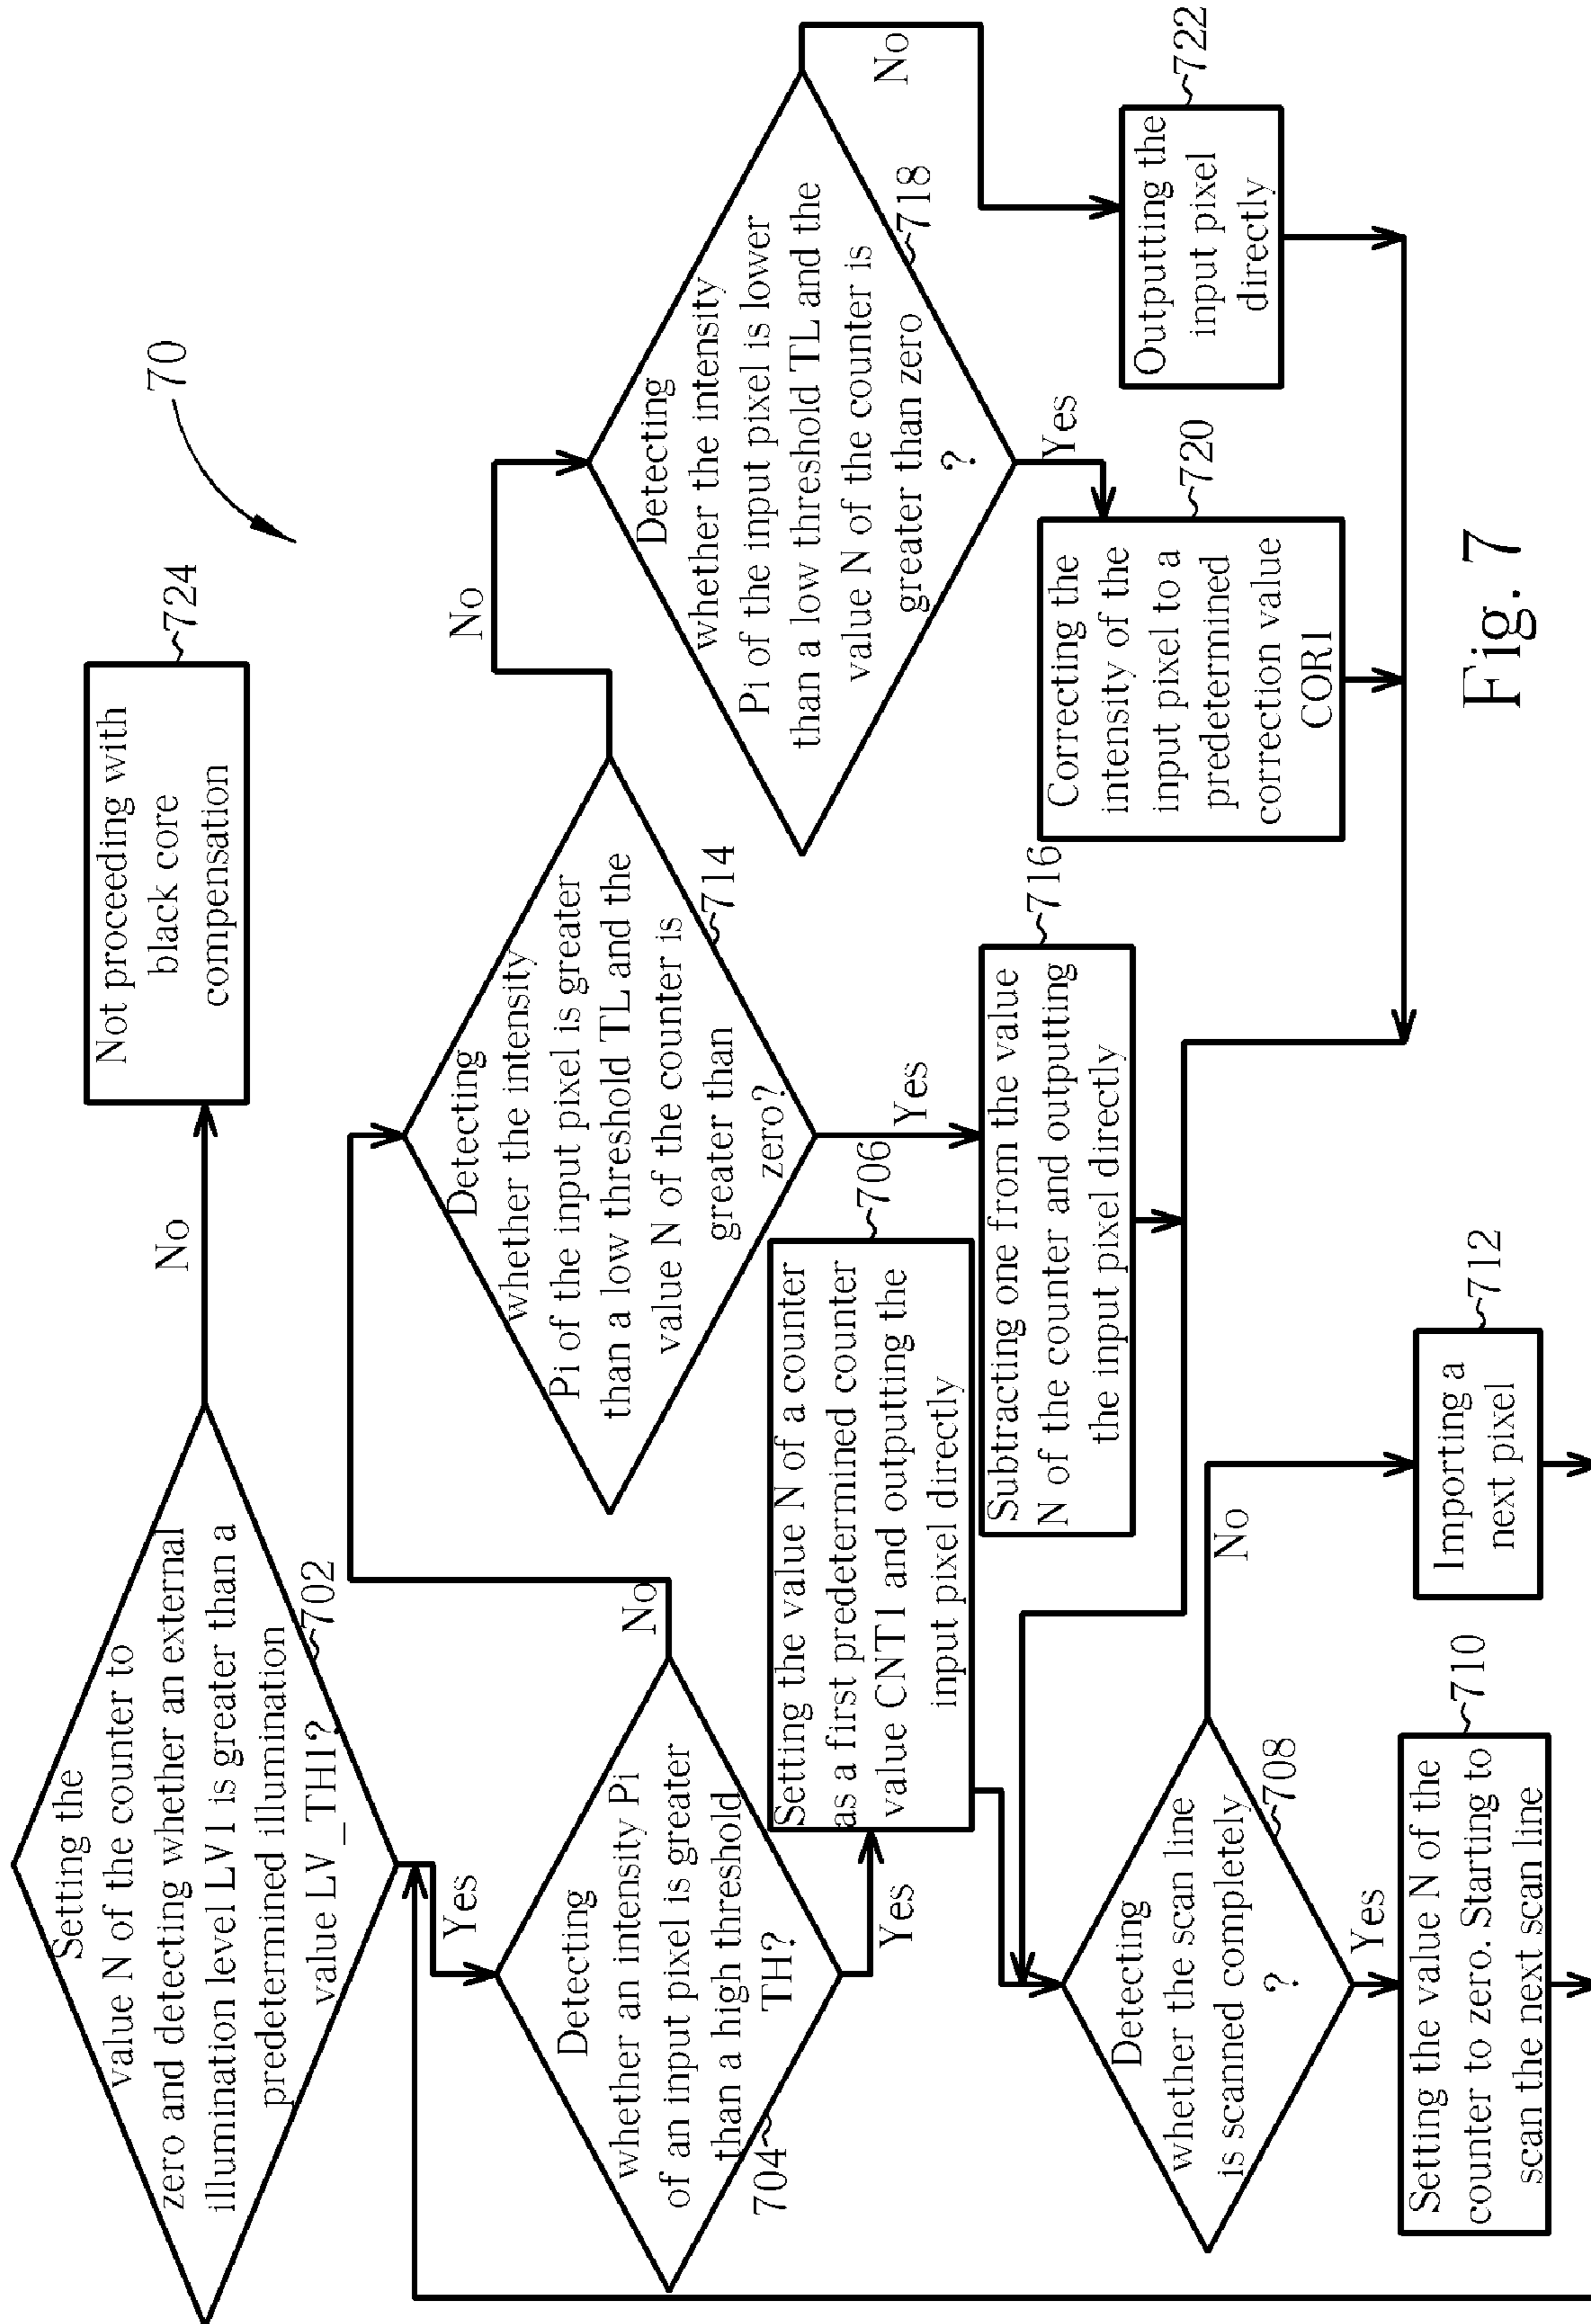 70
Setting the
value N of the counter to
zero and detecting whether an external
illumination level LV1 is greater than a
predetermined illumination
value LV_TH1?
702
No
Not proceeding with
black core
compensation
724
Yes
Detecting
whether an intensity Pi
of an input pixel is greater
than a high threshold
TH?
704
No
Yes
Setting the value N of a counter
as a first predetermined counter
value CNT1 and outputting the
input pixel directly
706
Detecting
whether the intensity
Pi of the input pixel is greater
than a low threshold TL and the
value N of the counter is
greater than
zero?
714
No
Yes
Subtracting one from the value
N of the counter and outputting
the input pixel directly
716
Detecting
whether the intensity
Pi of the input pixel is lower
than a low threshold TL and the
value N of the counter is
greater than zero
?
718
No
Yes
Correcting the
intensity of the
input pixel to a
predetermined
correction value
COR1
720
Outputting the
input pixel
directly
722
Detecting
whether the scan line
is scanned completely
?
708
No
Yes
Setting the value N of the
counter to zero. Starting to
scan the next scan line
710
Importing a
next pixel
712
Fig. 7